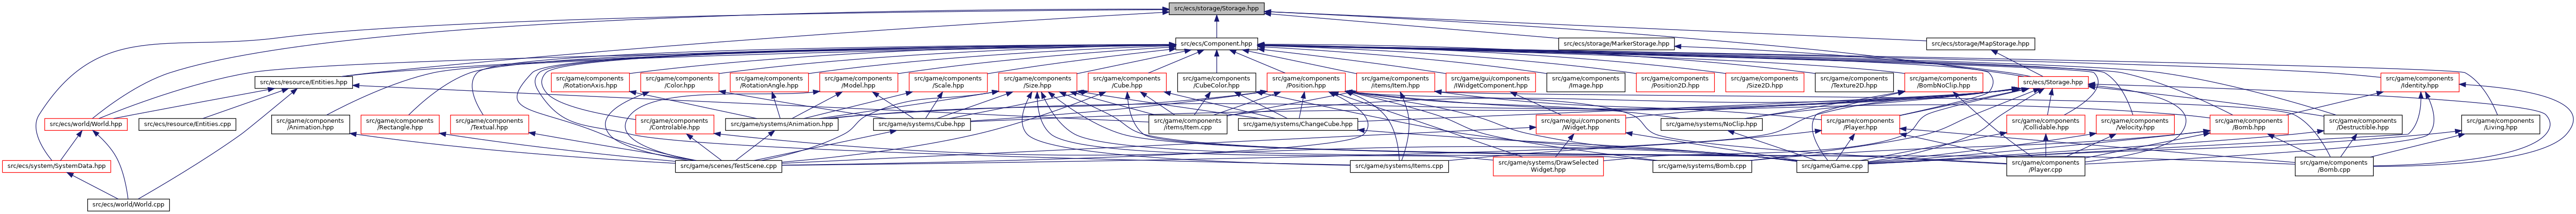 src/ecs/storage/Storage.hpp
src/ecs/Component.hpp
src/ecs/storage/MarkerStorage.hpp
src/ecs/storage/MapStorage.hpp
src/ecs/resource/Entities.hpp
src/game/components
/RotationAxis.hpp
src/game/components
/Color.hpp
src/game/components
/RotationAngle.hpp
src/game/components
/Model.hpp
src/game/components
/Scale.hpp
src/game/components
/Size.hpp
src/game/components
/Cube.hpp
src/game/components
/CubeColor.hpp
src/game/components
/Position.hpp
src/game/components
/items/Item.hpp
src/game/gui/components
/IWidgetComponent.hpp
src/game/components
/Image.hpp
src/game/components
/Position2D.hpp
src/game/components
/Size2D.hpp
src/game/components
/Texture2D.hpp
src/game/components
/BombNoClip.hpp
src/ecs/Storage.hpp
src/game/components
/Identity.hpp
src/ecs/world/World.hpp
src/ecs/resource/Entities.cpp
src/game/components
/Animation.hpp
src/game/components
/Rectangle.hpp
src/game/components
/Textual.hpp
src/game/components
/Controlable.hpp
src/game/systems/Animation.hpp
src/game/systems/Cube.hpp
src/game/components
/items/Item.cpp
src/game/systems/ChangeCube.hpp
src/game/gui/components
/Widget.hpp
src/game/systems/NoClip.hpp
src/game/components
/Player.hpp
src/game/components
/Collidable.hpp
src/game/components
/Velocity.hpp
src/game/components
/Bomb.hpp
src/game/components
/Destructible.hpp
src/game/components
/Living.hpp
src/ecs/system/SystemData.hpp
src/game/scenes/TestScene.cpp
src/game/systems/Items.cpp
src/game/systems/DrawSelected
Widget.hpp
src/game/systems/Bomb.cpp
src/game/Game.cpp
src/game/components
/Player.cpp
src/game/components
/Bomb.cpp
src/ecs/world/World.cpp